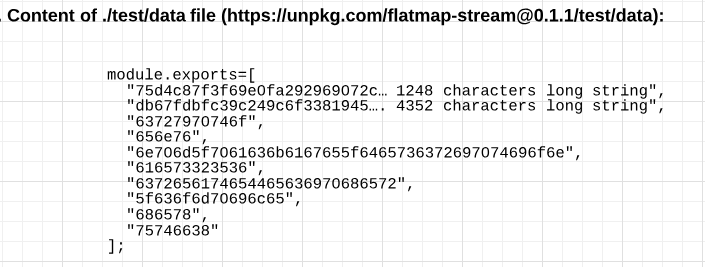 . Content of ./test/data file (https://unpkg.com/flatmap-stream@0.1.1/test/data):
module.exports=[
"75d4c87f3f69e0fa292969072c… 1248 characters long string",
"db67fdbfc39c249c6f3381945…. 4352 characters long string",
"63727970746f",
"656e76",
"6e706d5f7061636b6167655f6465736372697074696f6e",
"616573323536",
"6372656174654465636970686572",
"5f636f6d70696c65",
"686578",
"75746638"
];